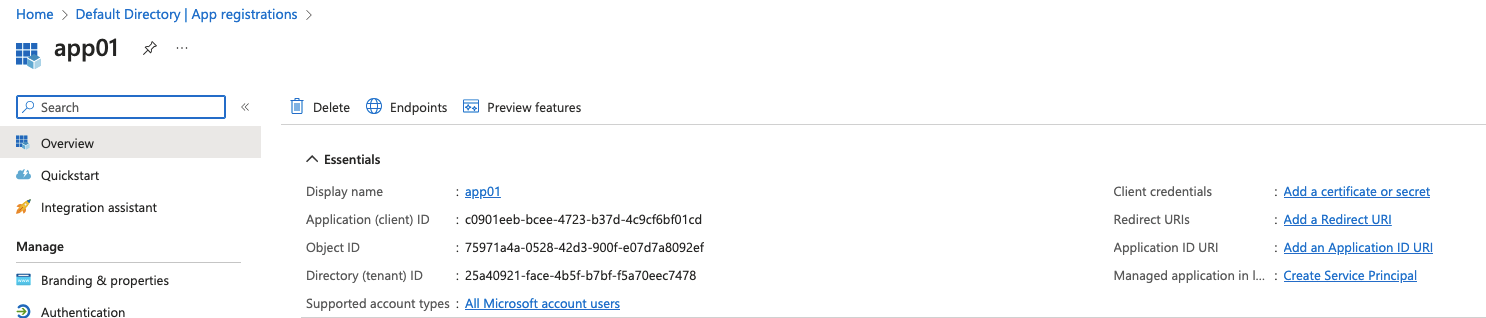 Home > Default Directory | App registrations >
app01 ...
Search «
Delete Endpoints Preview features
Overview
Quickstart
Integration assistant
Manage
Branding & properties
Authentication
Essentials
Display name : app01
Application (client) ID : c0901eeb-bcee-4723-b37d-4c9cf6bf01cd
Object ID : 75971a4a-0528-42d3-900f-e07d7a8092ef
Directory (tenant) ID : 25a40921-face-4b5f-b7bf-f5a70eec7478
Supported account types : All Microsoft account users
Client credentials : Add a certificate or secret
Redirect URIs : Add a Redirect URI
Application ID URI : Add an Application ID URI
Managed application in l... : Create Service Principal